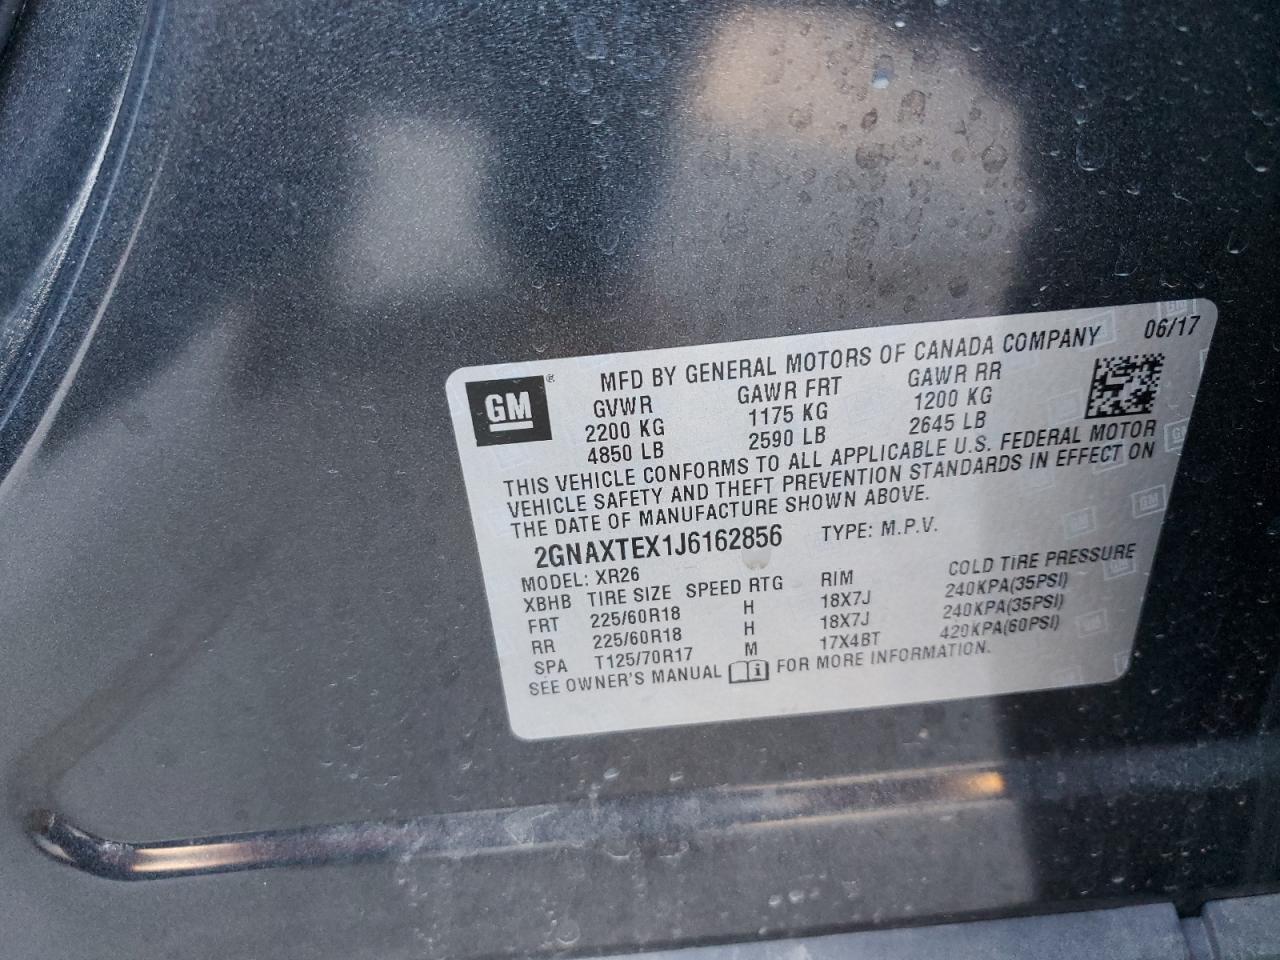 MFD BY GENERAL MOTORS OF CANADA COMPANY 06/17
GM®
GVWR GAWR FRT GAWR RR
2200 KG 1175 KG 1200 KG
4850 LB 2590 LB 2645 LB
THIS VEHICLE CONFORMS TO ALL APPLICABLE U.S. FEDERAL MOTOR
VEHICLE SAFETY AND THEFT PREVENTION STANDARDS IN EFFECT ON
THE DATE OF MANUFACTURE SHOWN ABOVE.
2GNAXTEX1J6162856 TYPE: M.P.V.
MODEL: XR26
XBHB TIRE SIZE SPEED RTG RIM COLD TIRE PRESSURE
FRT 225/60R18 H 18X7J 240KPA(35PSI)
RR 225/60R18 H 18X7J 240KPA(35PSI)
SPA T125/70R17 M 17X4BT 420KPA(60PSI)
SEE OWNER'S MANUAL i FOR MORE INFORMATION.